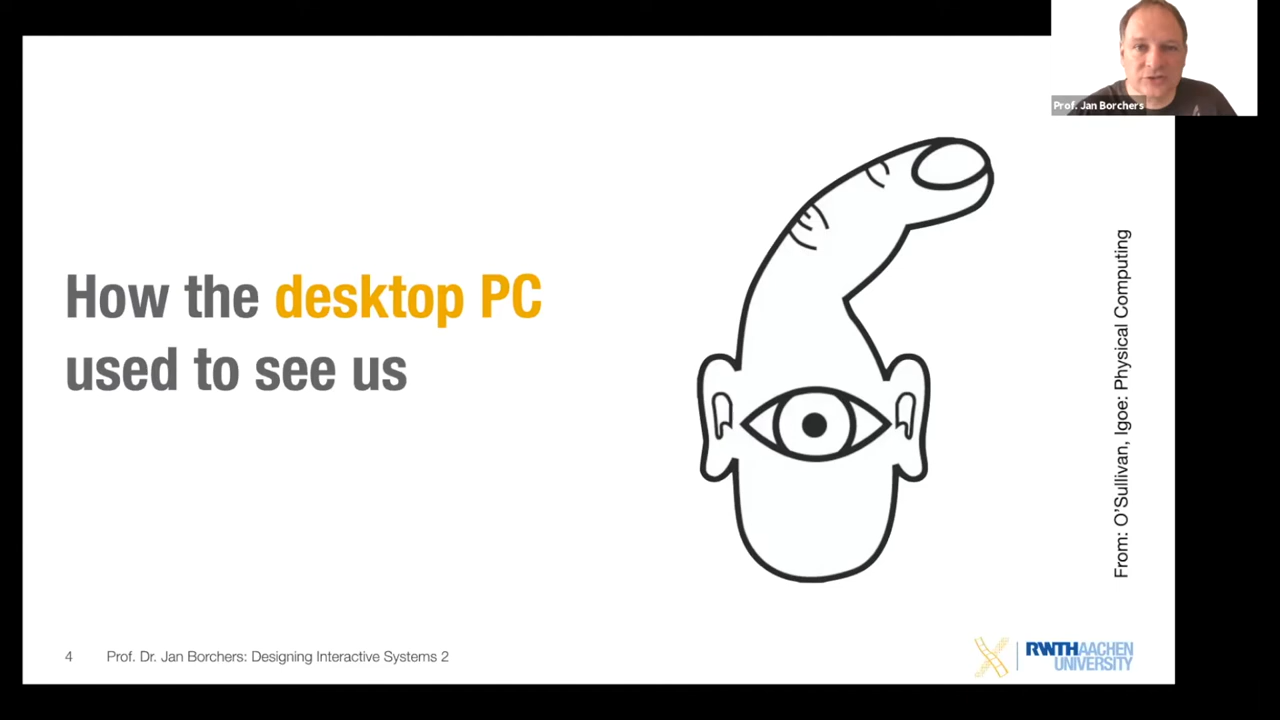 Prof. Jan Borchers
How the desktop PC
used to see us
From: O'Sullivan, Igoe: Physical Computing
4 Prof. Dr. Jan Borchers: Designing Interactive Systems 2
RWTHAACHEN
UNIVERSITY